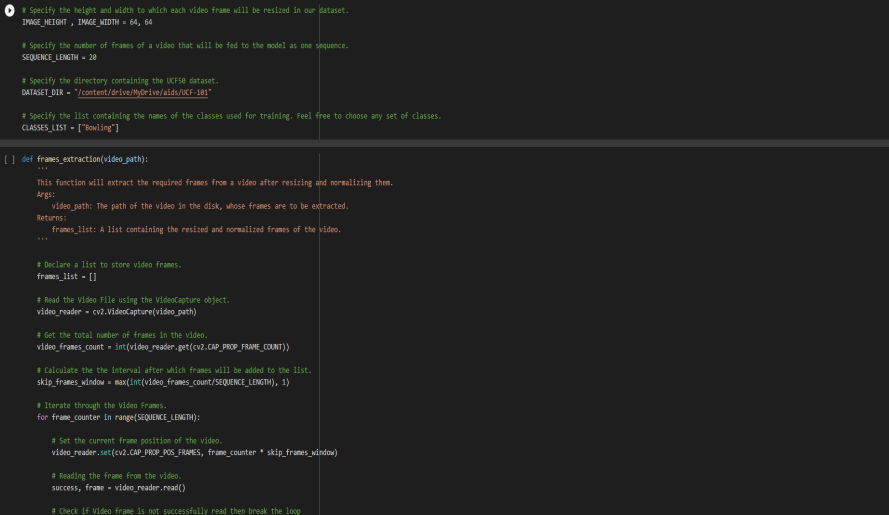 # Specify the height and width to which each video frame will be resized in our dataset.
IMAGE_HEIGHT , IMAGE_WIDTH = 64, 64
# Specify the number of frames of a video that will be fed to the model as one sequence.
SEQUENCE_LENGTH = 20
# Specify the directory containing the UCF50 dataset.
DATASET_DIR = "/content/drive/MyDrive/aids/UCF-101"
# Specify the list containing the names of the classes used for training. Feel free to choose any set of classes.
CLASSES_LIST = ["Bowling"]
[ ] def frames_extraction(video_path):
'''
This function will extract the required frames from a video after resizing and normalizing them.
Args:
video_path: The path of the video in the disk, whose frames are to be extracted.
Returns:
frames_list: A list containing the resized and normalized frames of the video.
'''
# Declare a list to store video frames.
frames_list = []
# Read the Video File using the VideoCapture object.
video_reader = cv2.VideoCapture(video_path)
# Get the total number of frames in the video.
video_frames_count = int(video_reader.get(cv2.CAP_PROP_FRAME_COUNT))
# Calculate the the interval after which frames will be added to the list.
skip_frames_window = max(int(video_frames_count/SEQUENCE_LENGTH), 1)
# Iterate through the Video Frames.
for frame_counter in range(SEQUENCE_LENGTH):
# Set the current frame position of the video.
video_reader.set(cv2.CAP_PROP_POS_FRAMES, frame_counter * skip_frames_window)
# Reading the frame from the video.
success, frame = video_reader.read()
# Check if Video frame is not successfully read then break the loop